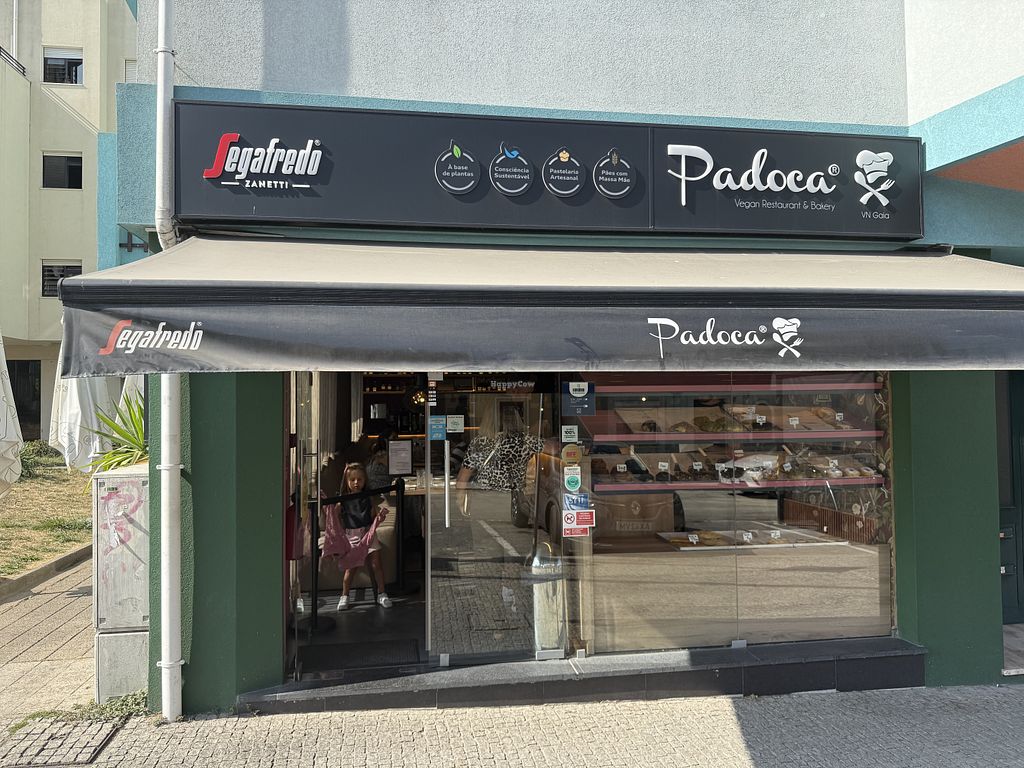 Segafredo®
ZANETTI
À base
de plantas
Consciência
Sustentável
Pastelaria
Artesanal
Pães com
Massa Mãe
Padoca®
Vegan Restaurant & Bakery
VN Gaia
Segafredo®
Padoca®
HappyCow
100%